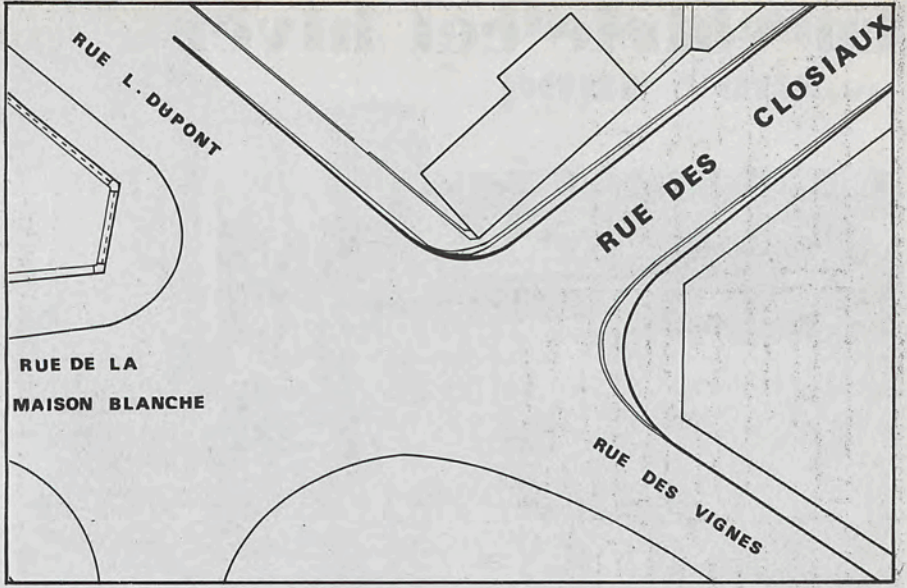 RUE L. DUPONT
RUE DES CLOSIAUX
RUE DE LA
MAISON BLANCHE
RUE DES VIGNES